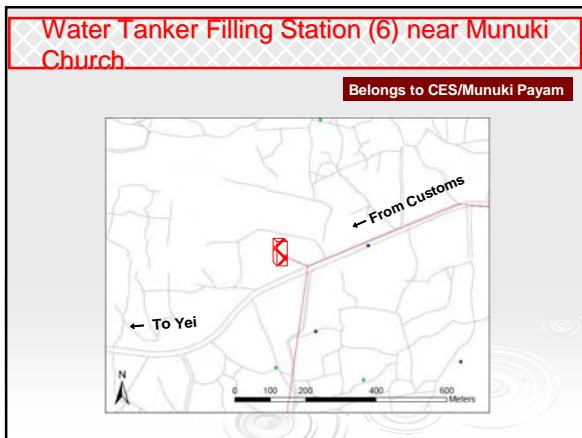 Water Tanker Filling Station (6) near Munuki
Church
Belongs to CES/Munuki Payam
← From Customs
← To Yei
N
0 100 200 400 600
Meters